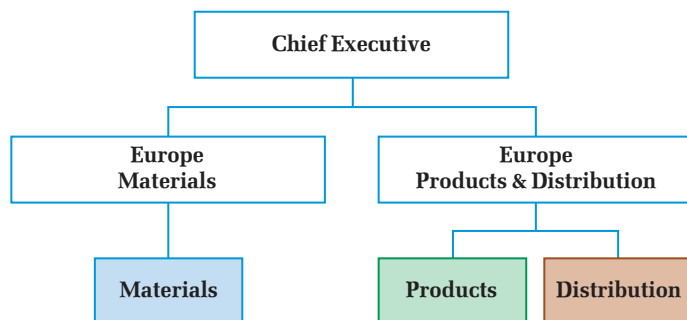 Chief Executive
Europe
Materials
Europe
Products & Distribution
Materials
Products
Distribution